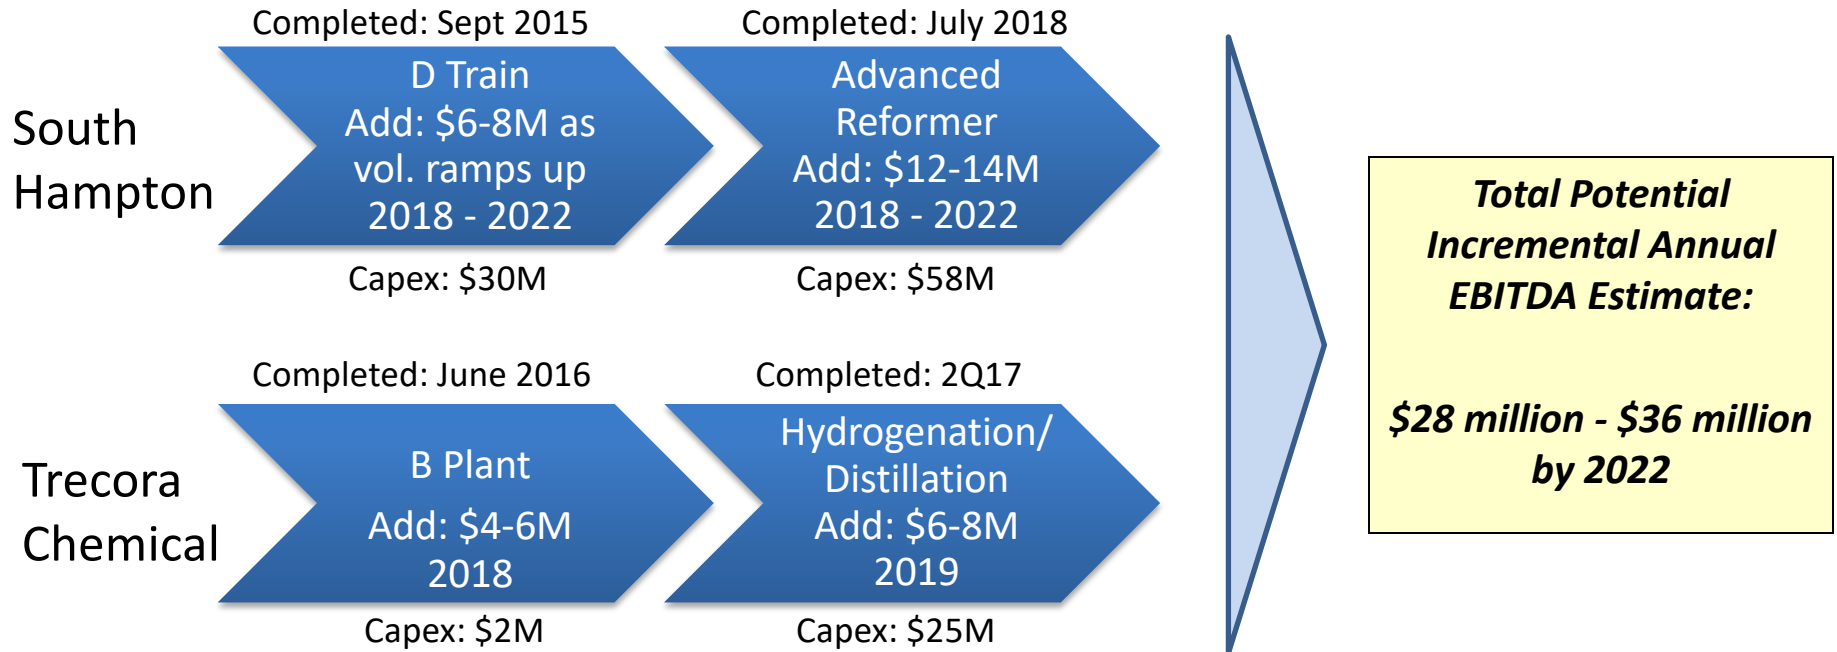 South
Hampton
Completed: Sept 2015
D Train
Add: $6-8M as
vol. ramps up
2018 - 2022
Capex: $30M
Completed: July 2018
Advanced
Reformer
Add: $12-14M
2018 - 2022
Capex: $58M
Trecora
Chemical
Completed: June 2016
B Plant
Add: $4-6M
2018
Capex: $2M
Completed: 2Q17
Hydrogenation/
Distillation
Add: $6-8M
2019
Capex: $25M
Total Potential
Incremental Annual
EBITDA Estimate:
$28 million - $36 million
by 2022